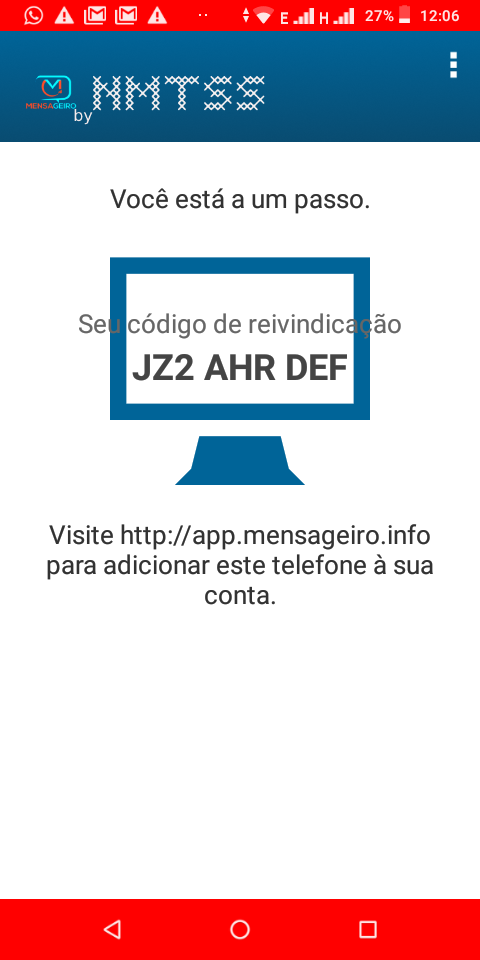 E H 27% 12:06
MENSAGEIRO
by HMTSS
Você está a um passo.
Seu código de reivindicação
JZ2 AHR DEF
Visite http://app.mensageiro.info
para adicionar este telefone à sua
conta.